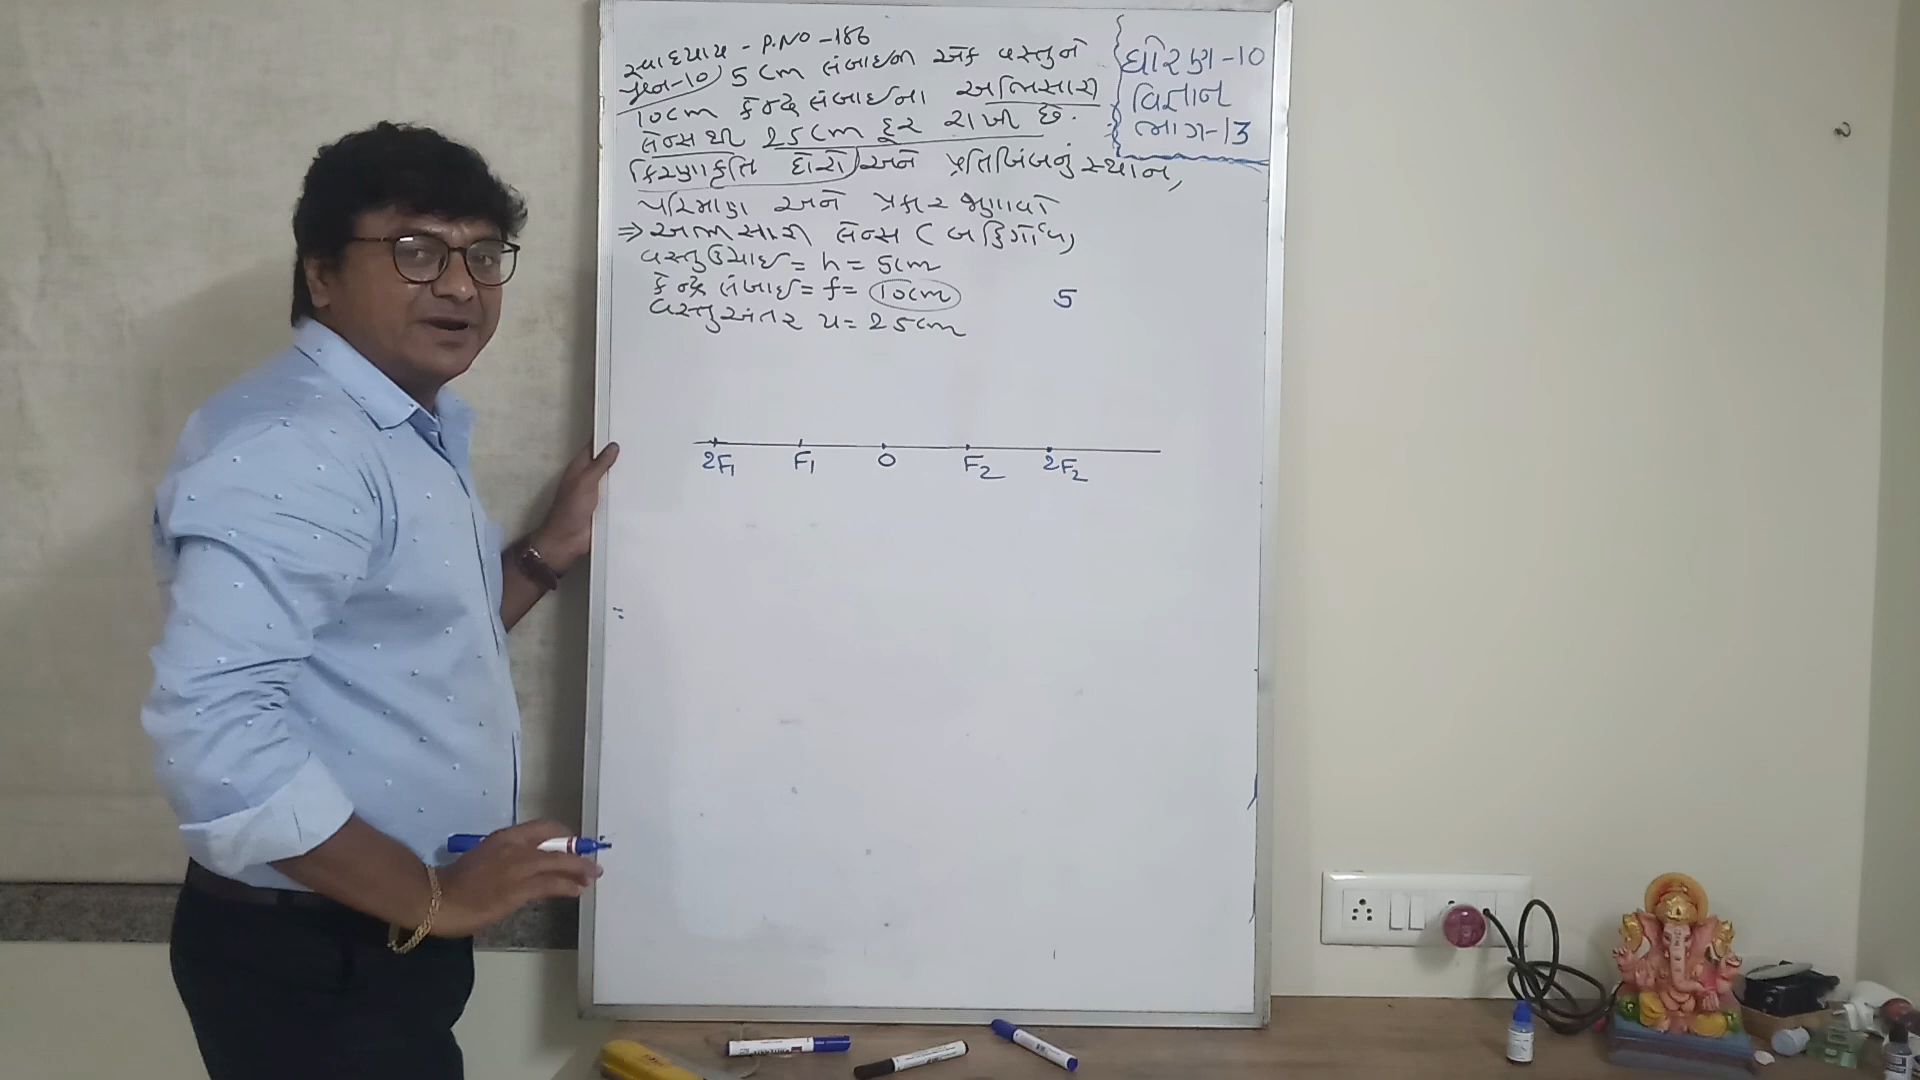 સ્વાધ્યાય - P.NO-186
પ્રશ્ન-10) 5 cm લંબાઈની એક વસ્તુને
10cm કેન્દ્ર લંબાઈના અભિસારી
લેન્સથી 25cm દૂર રાખી છે.
કિરણાકૃતિ દોરો અને પ્રતિબિંબનું સ્થાન,
પરિમાણ અને પ્રકાર જણાવો
⇒ અભિસારી લેન્સ (બહિર્ગોળ)
વસ્તુઊંચાઈ = h = 5cm
કેન્દ્ર લંબાઈ = f = 10cm
વસ્તુઅંતર u = 25cm
5
ધોરણ-10
વિજ્ઞાન
ભાગ-13
2F₁ F₁ O F₂ 2F₂